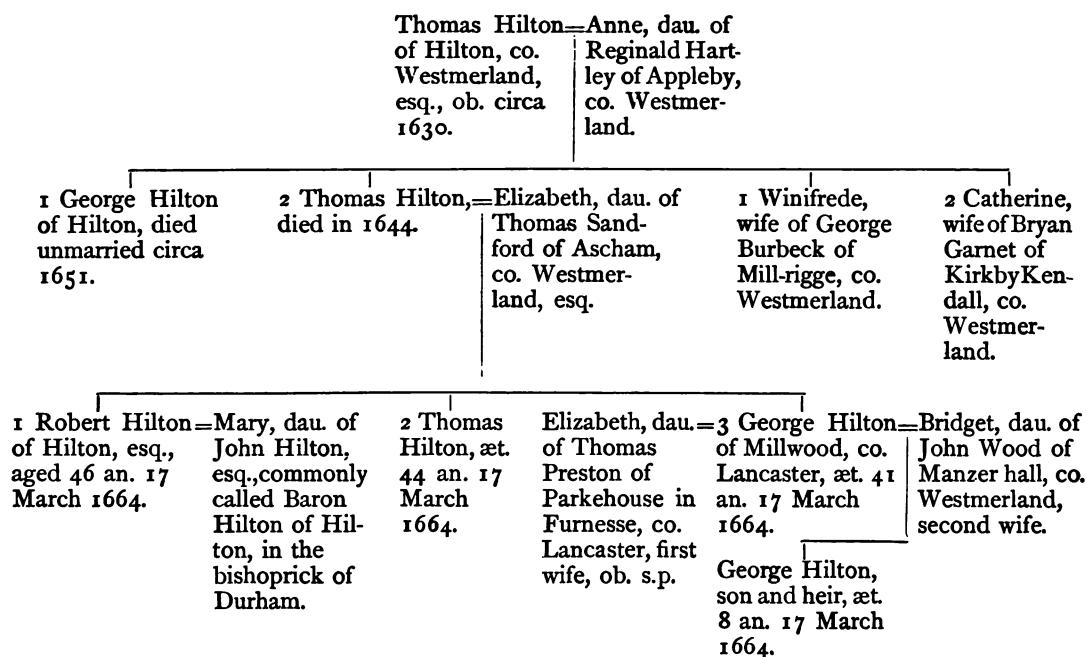 Thomas Hilton=
of Hilton, co.
Westmerland,
esq., ob. circa
1630.
Anne, dau. of
Reginald Hart-
ley of Appleby,
co. Westmer-
land.
1 George Hilton
of Hilton, died
unmarried circa
1651.
2 Thomas Hilton,=
died in 1644.
Elizabeth, dau. of
Thomas Sand-
ford of Ascham,
co. Westmer-
land, esq.
1 Winifrede,
wife of George
Burbeck of
Mill-rigge, co.
Westmerland.
2 Catherine,
wife of Bryan
Garnet of
Kirkby Ken-
dall, co.
Westmer-
land.
1 Robert Hilton=
of Hilton, esq.,
aged 46 an. 17
March 1664.
Mary, dau. of
John Hilton,
esq., commonly
called Baron
Hilton of Hil-
ton, in the
bishoprick of
Durham.
2 Thomas
Hilton, æt.
44 an. 17
March
1664.
Elizabeth, dau.=
of Thomas
Preston of
Parkehouse in
Furnesse, co.
Lancaster, first
wife, ob. s.p.
3 George Hilton=
of Millwood, co.
Lancaster, æt. 41
an. 17 March
1664.
Bridget, dau. of
John Wood of
Manzer hall, co.
Westmerland,
second wife.
George Hilton,
son and heir, æt.
8 an. 17 March
1664.